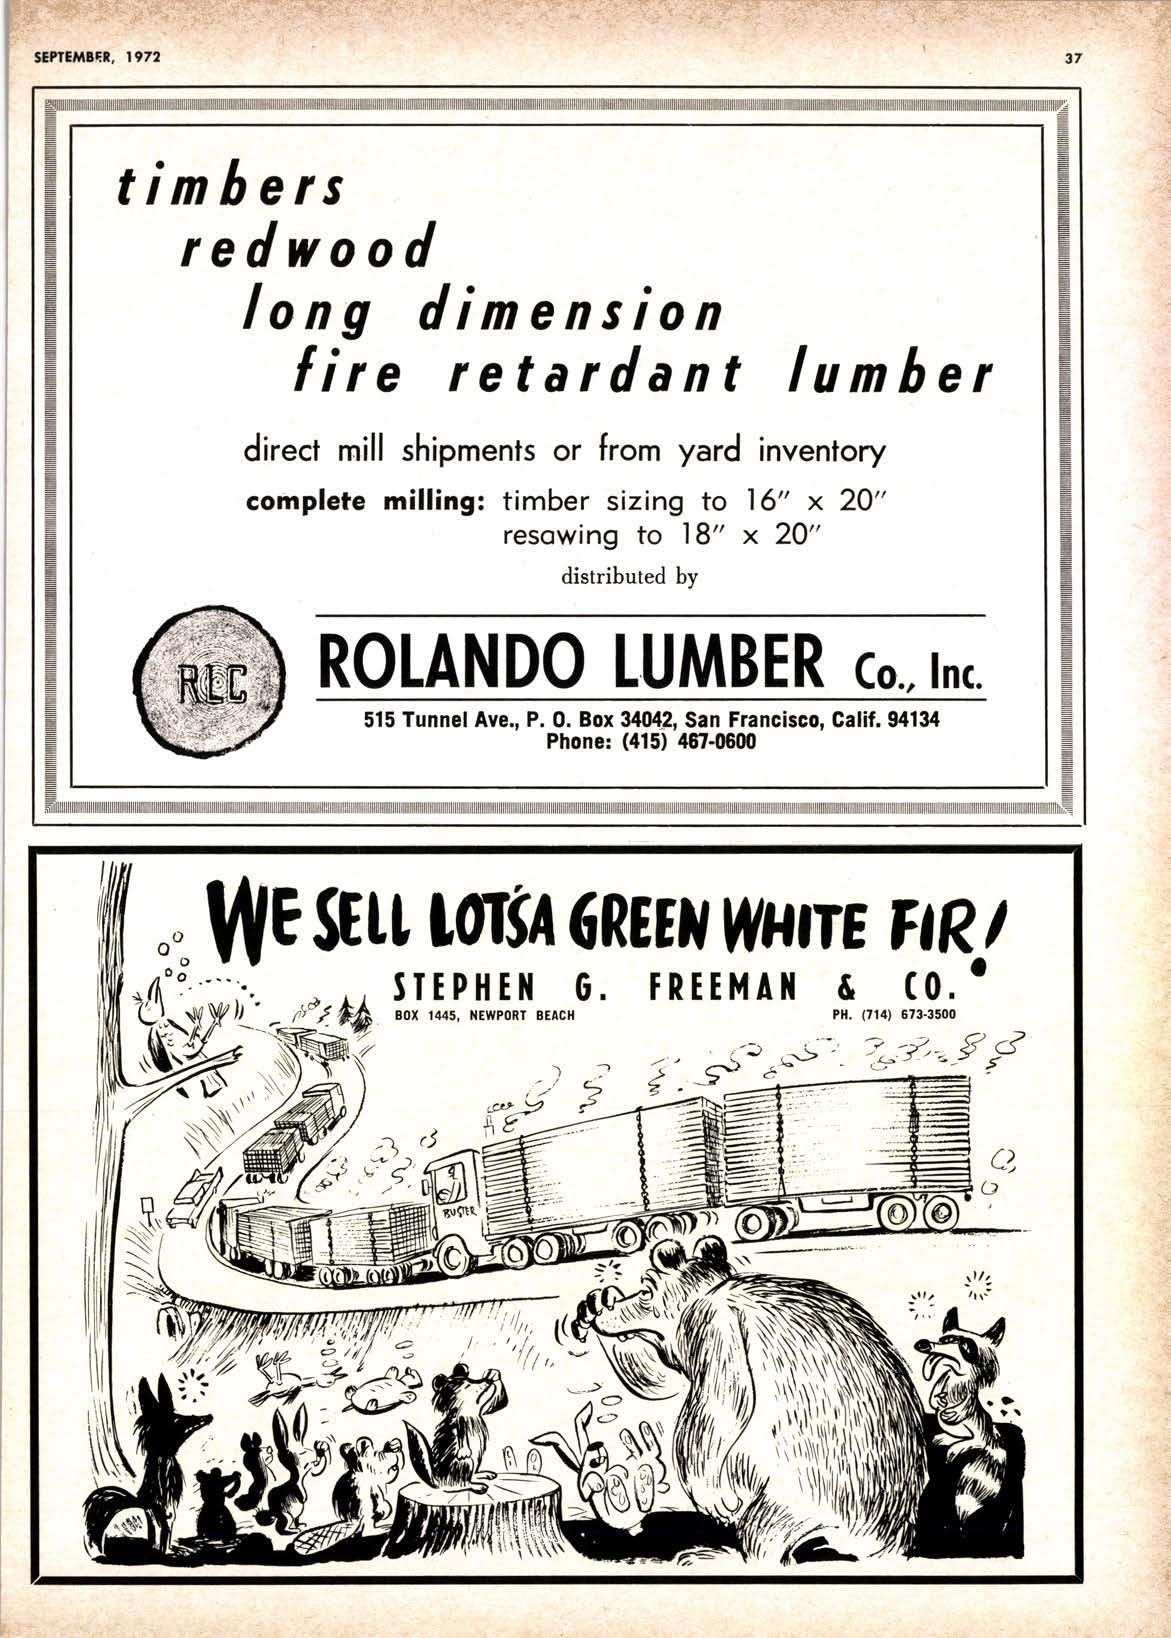 SEPTEMBER, 1972
37
timbers
redwood
long dimension
fire retardant lumber
direct mill shipments or from yard inventory
complete milling: timber sizing to 16" x 20"
resawing to 18" x 20"
distributed by
RLC
ROLANDO LUMBER Co., Inc.
515 Tunnel Ave., P. O. Box 34042, San Francisco, Calif. 94134
Phone: (415) 467-0600
WE SELL LOT'SA GREEN WHITE FIR!
STEPHEN G. FREEMAN & CO.
BOX 1445, NEWPORT BEACH PH. (714) 673-3500
BUSTER